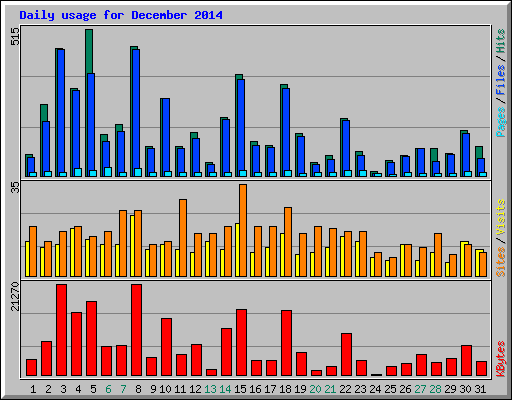 Daily usage for December 2014
515
Pages / Files / Hits
35
Sites / Visits
21270
KBytes
1 2 3 4 5 6 7 8 9 10 11 12 13 14 15 16 17 18 19 20 21 22 23 24 25 26 27 28 29 30 31